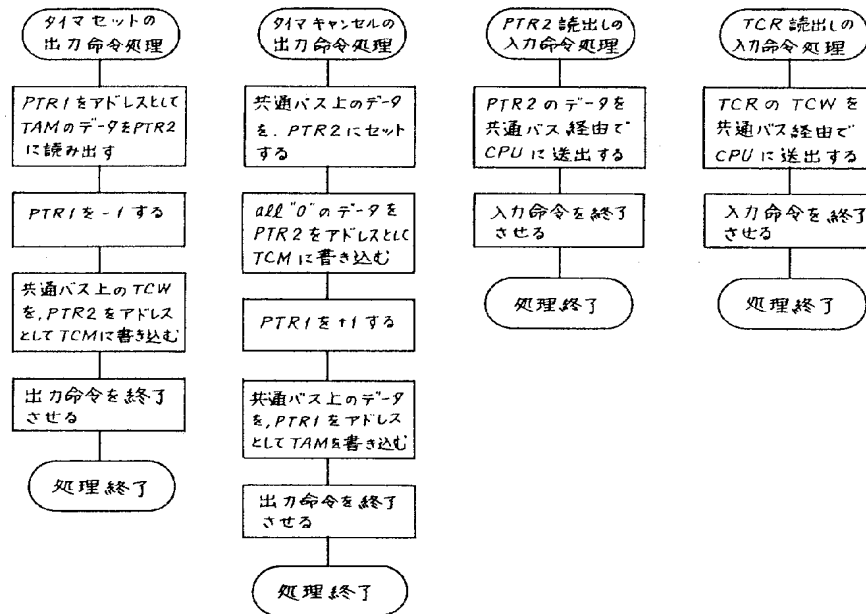 タイマセットの
出力命令処理
PTR1をアドレスとして
TAMのデータをPTR2
に読み出す
PTR1を-1する
共通バス上のTCW
を,PTR2をアドレス
としてTCMに書き込む
出力命令を終了
させる
処理終了
タイマキャンセルの
出力命令処理
共通バス上のデータ
を,PTR2にセット
する
all"0"のデータを
PTR2をアドレスとして
TCMに書き込む
PTR1を+1する
共通バス上のデータ
を,PTR1をアドレス
としてTAMを書き込む
出力命令を終了
させる
処理終了
PTR2読出しの
入力命令処理
PTR2のデータを
共通バス経由で
CPUに送出する
入力命令を終了
させる
処理終了
TCR読出しの
入力命令処理
TCRのTCWを
共通バス経由で
CPUに送出する
入力命令を終了
させる
処理終了